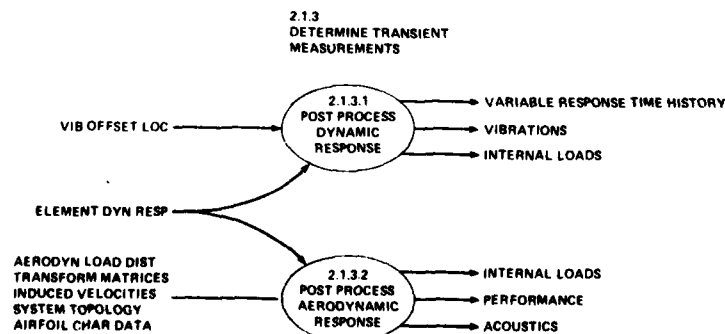 2.1.3
DETERMINE TRANSIENT
MEASUREMENTS
2.1.3.1
POST PROCESS
DYNAMIC
RESPONSE
VIB OFFSET LOC
VARIABLE RESPONSE TIME HISTORY
VIBRATIONS
INTERNAL LOADS
ELEMENT DYN RESP
AERODYN LOAD DIST
TRANSFORM MATRICES
INDUCED VELOCITIES
SYSTEM TOPOLOGY
AIRFOIL CHAR DATA
2.1.3.2
POST PROCESS
AERODYNAMIC
RESPONSE
INTERNAL LOADS
PERFORMANCE
ACOUSTICS